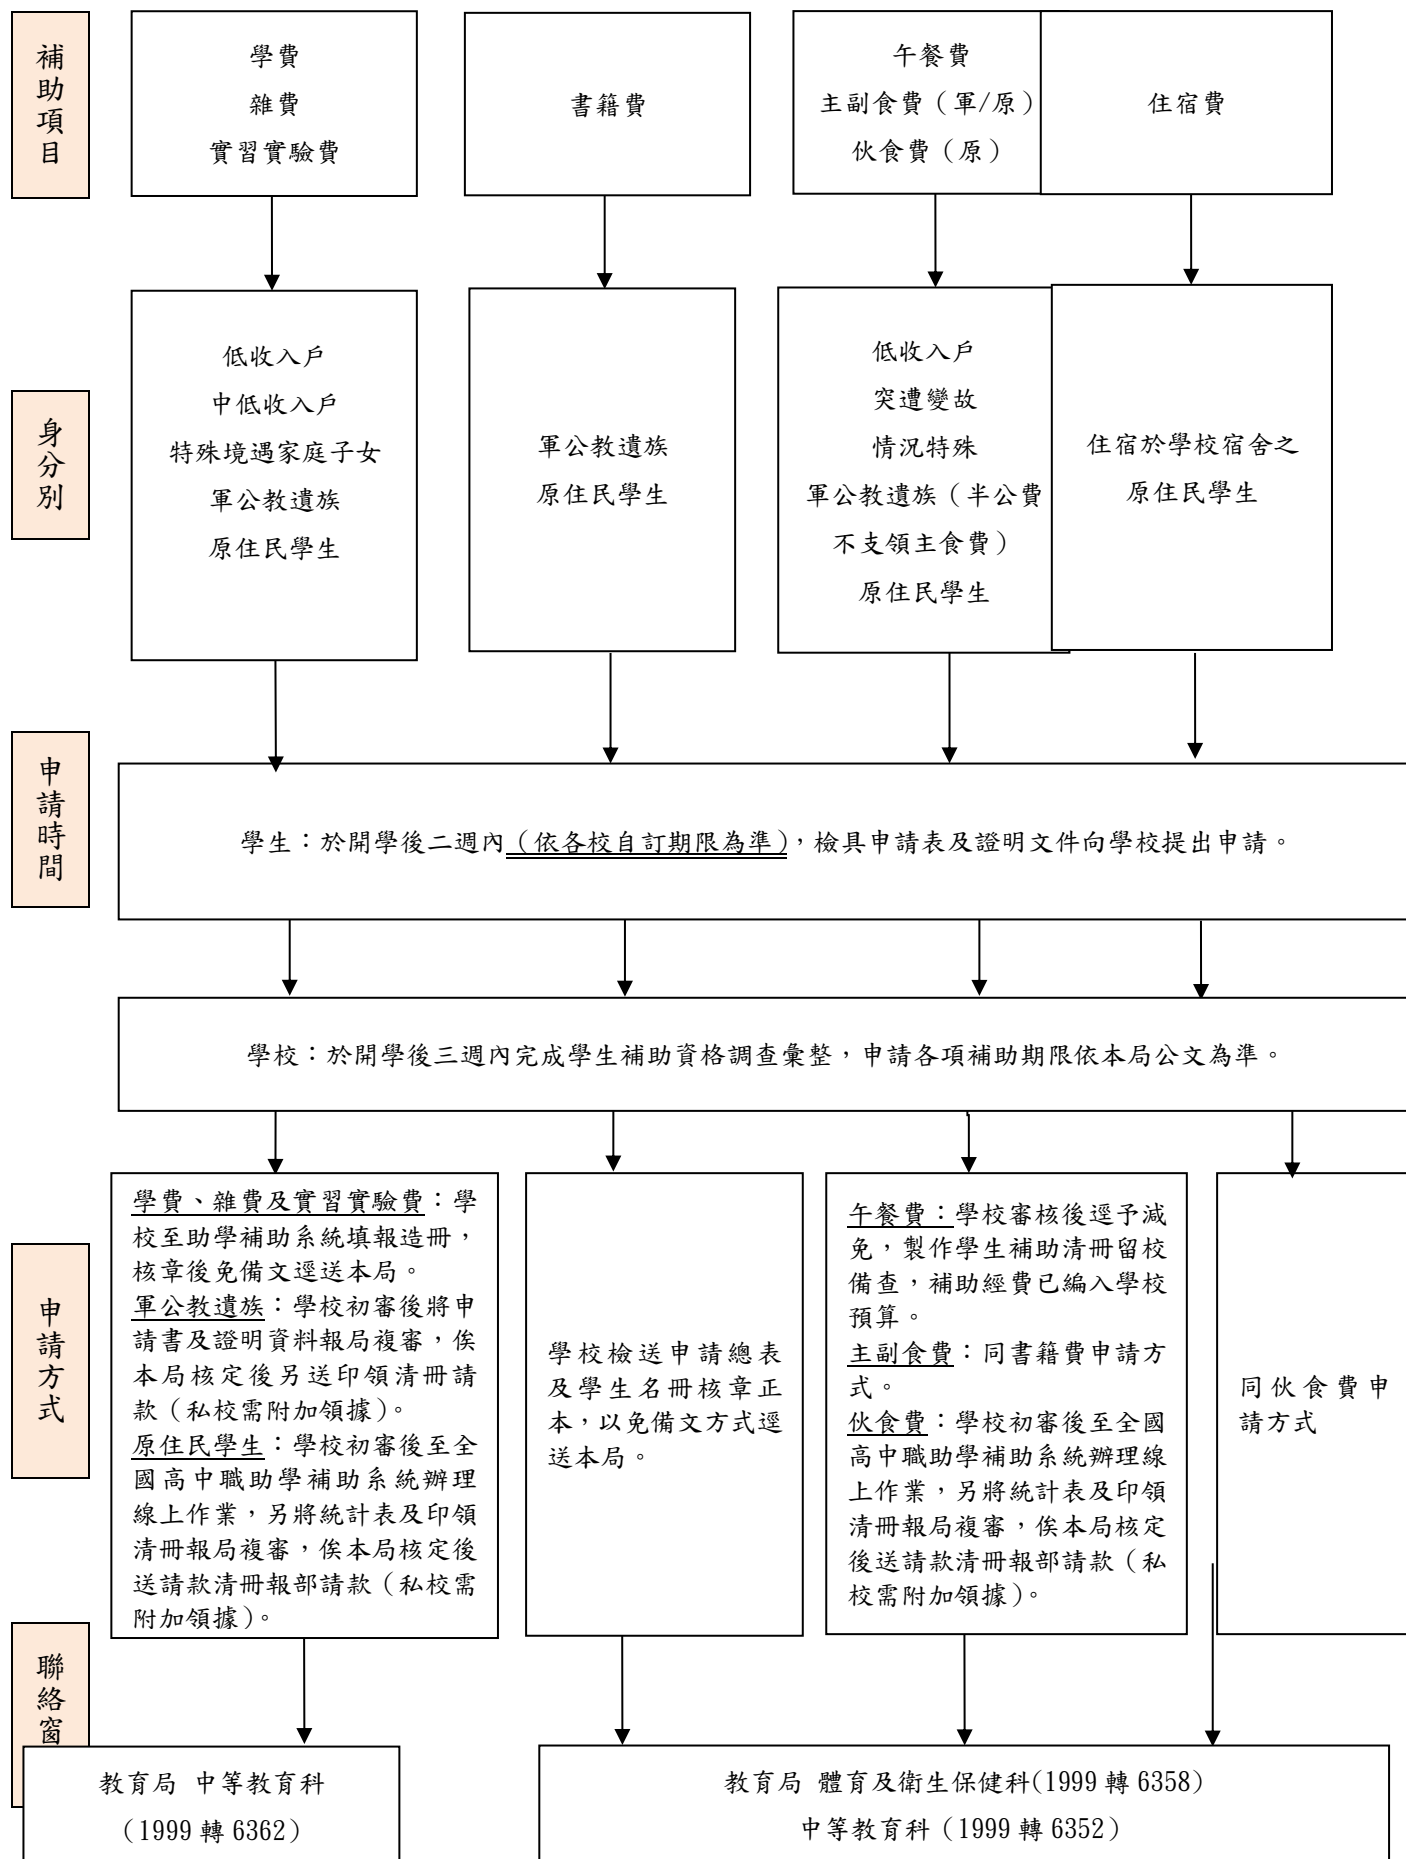 補助項目
學費
雜費
實習實驗費
書籍費
午餐費
主副食費（軍/原）
伙食費（原）
住宿費
身分別
低收入戶
中低收入戶
特殊境遇家庭子女
軍公教遺族
原住民學生
軍公教遺族
原住民學生
低收入戶
突遭變故
情況特殊
軍公教遺族（半公費
不支領主食費）
原住民學生
住宿於學校宿舍之
原住民學生
申請時間
學生：於開學後二週內（依各校自訂期限為準），檢具申請表及證明文件向學校提出申請。
學校：於開學後三週內完成學生補助資格調查彙整，申請各項補助期限依本局公文為準。
申請方式
學費、雜費及實習實驗費：學
校至助學補助系統填報造冊，
核章後免備文逕送本局。
軍公教遺族：學校初審後將申
請書及證明資料報局複審，俟
本局核定後另送印領清冊請
款（私校需附加領據）。
原住民學生：學校初審後至全
國高中職助學補助系統辦理
線上作業，另將統計表及印領
清冊報局複審，俟本局核定後
送請款清冊報部請款（私校需
附加領據）。
學校檢送申請總表
及學生名冊核章正
本，以免備文方式逕
送本局。
午餐費：學校審核後逕予減
免，製作學生補助清冊留校
備查，補助經費已編入學校
預算。
主副食費：同書籍費申請方
式。
伙食費：學校初審後至全國
高中職助學補助系統辦理線
上作業，另將統計表及印領
清冊報局複審，俟本局核定
後送請款清冊報部請款（私
校需附加領據）。
同伙食費申
請方式
聯絡窗
教育局 中等教育科
（1999 轉 6362）
教育局 體育及衛生保健科(1999 轉 6358)
中等教育科（1999 轉 6352）